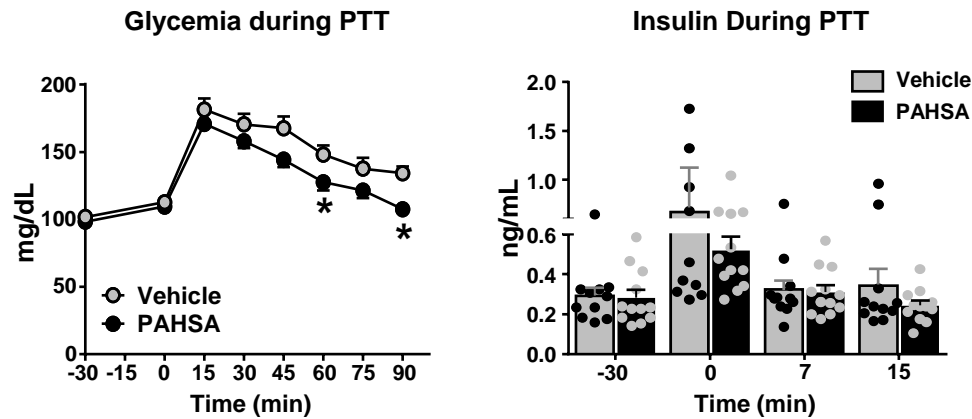 Glycemia during PTT
mg/dL
200
150
100
50
0
-30 -15 0 15 30 45 60 75 90
Time (min)
Vehicle
PAHSA
*
*
Insulin During PTT
ng/mL
2.0
1.5
1.0
0.6
0.4
0.2
0.0
-30 0 7 15
Time (min)
Vehicle
PAHSA